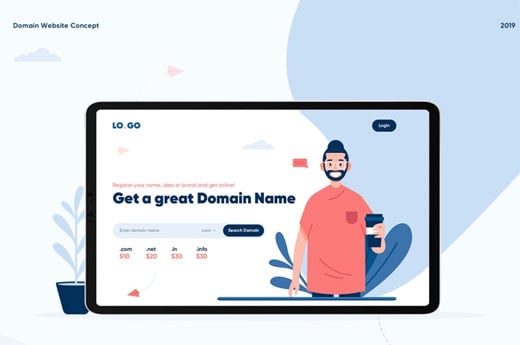 Domain Website Concept
2019
LO.GO
Login
Register your name, idea or brand and get online!
Get a great Domain Name
Enter domain name
.com
Search Domain
.com .net .in .info
$10 $20 $30 $30